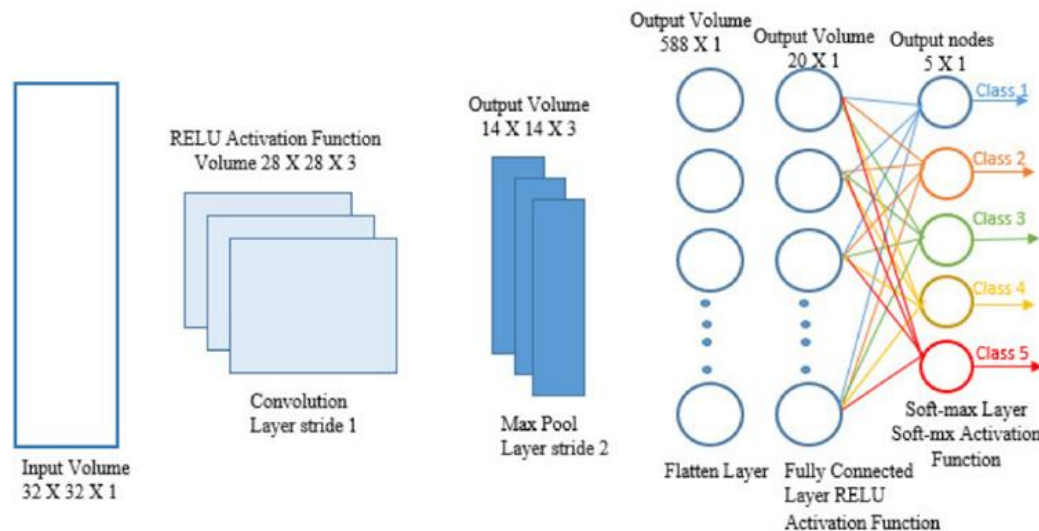 Input Volume
32 X 32 X 1
RELU Activation Function
Volume 28 X 28 X 3
Convolution
Layer stride 1
Output Volume
14 X 14 X 3
Max Pool
Layer stride 2
Output Volume
588 X 1
Flatten Layer
Output Volume
20 X 1
Fully Connected
Layer RELU
Activation Function
Output nodes
5 X 1
Class 1
Class 2
Class 3
Class 4
Class 5
Soft-max Layer
Soft-mx Activation
Function